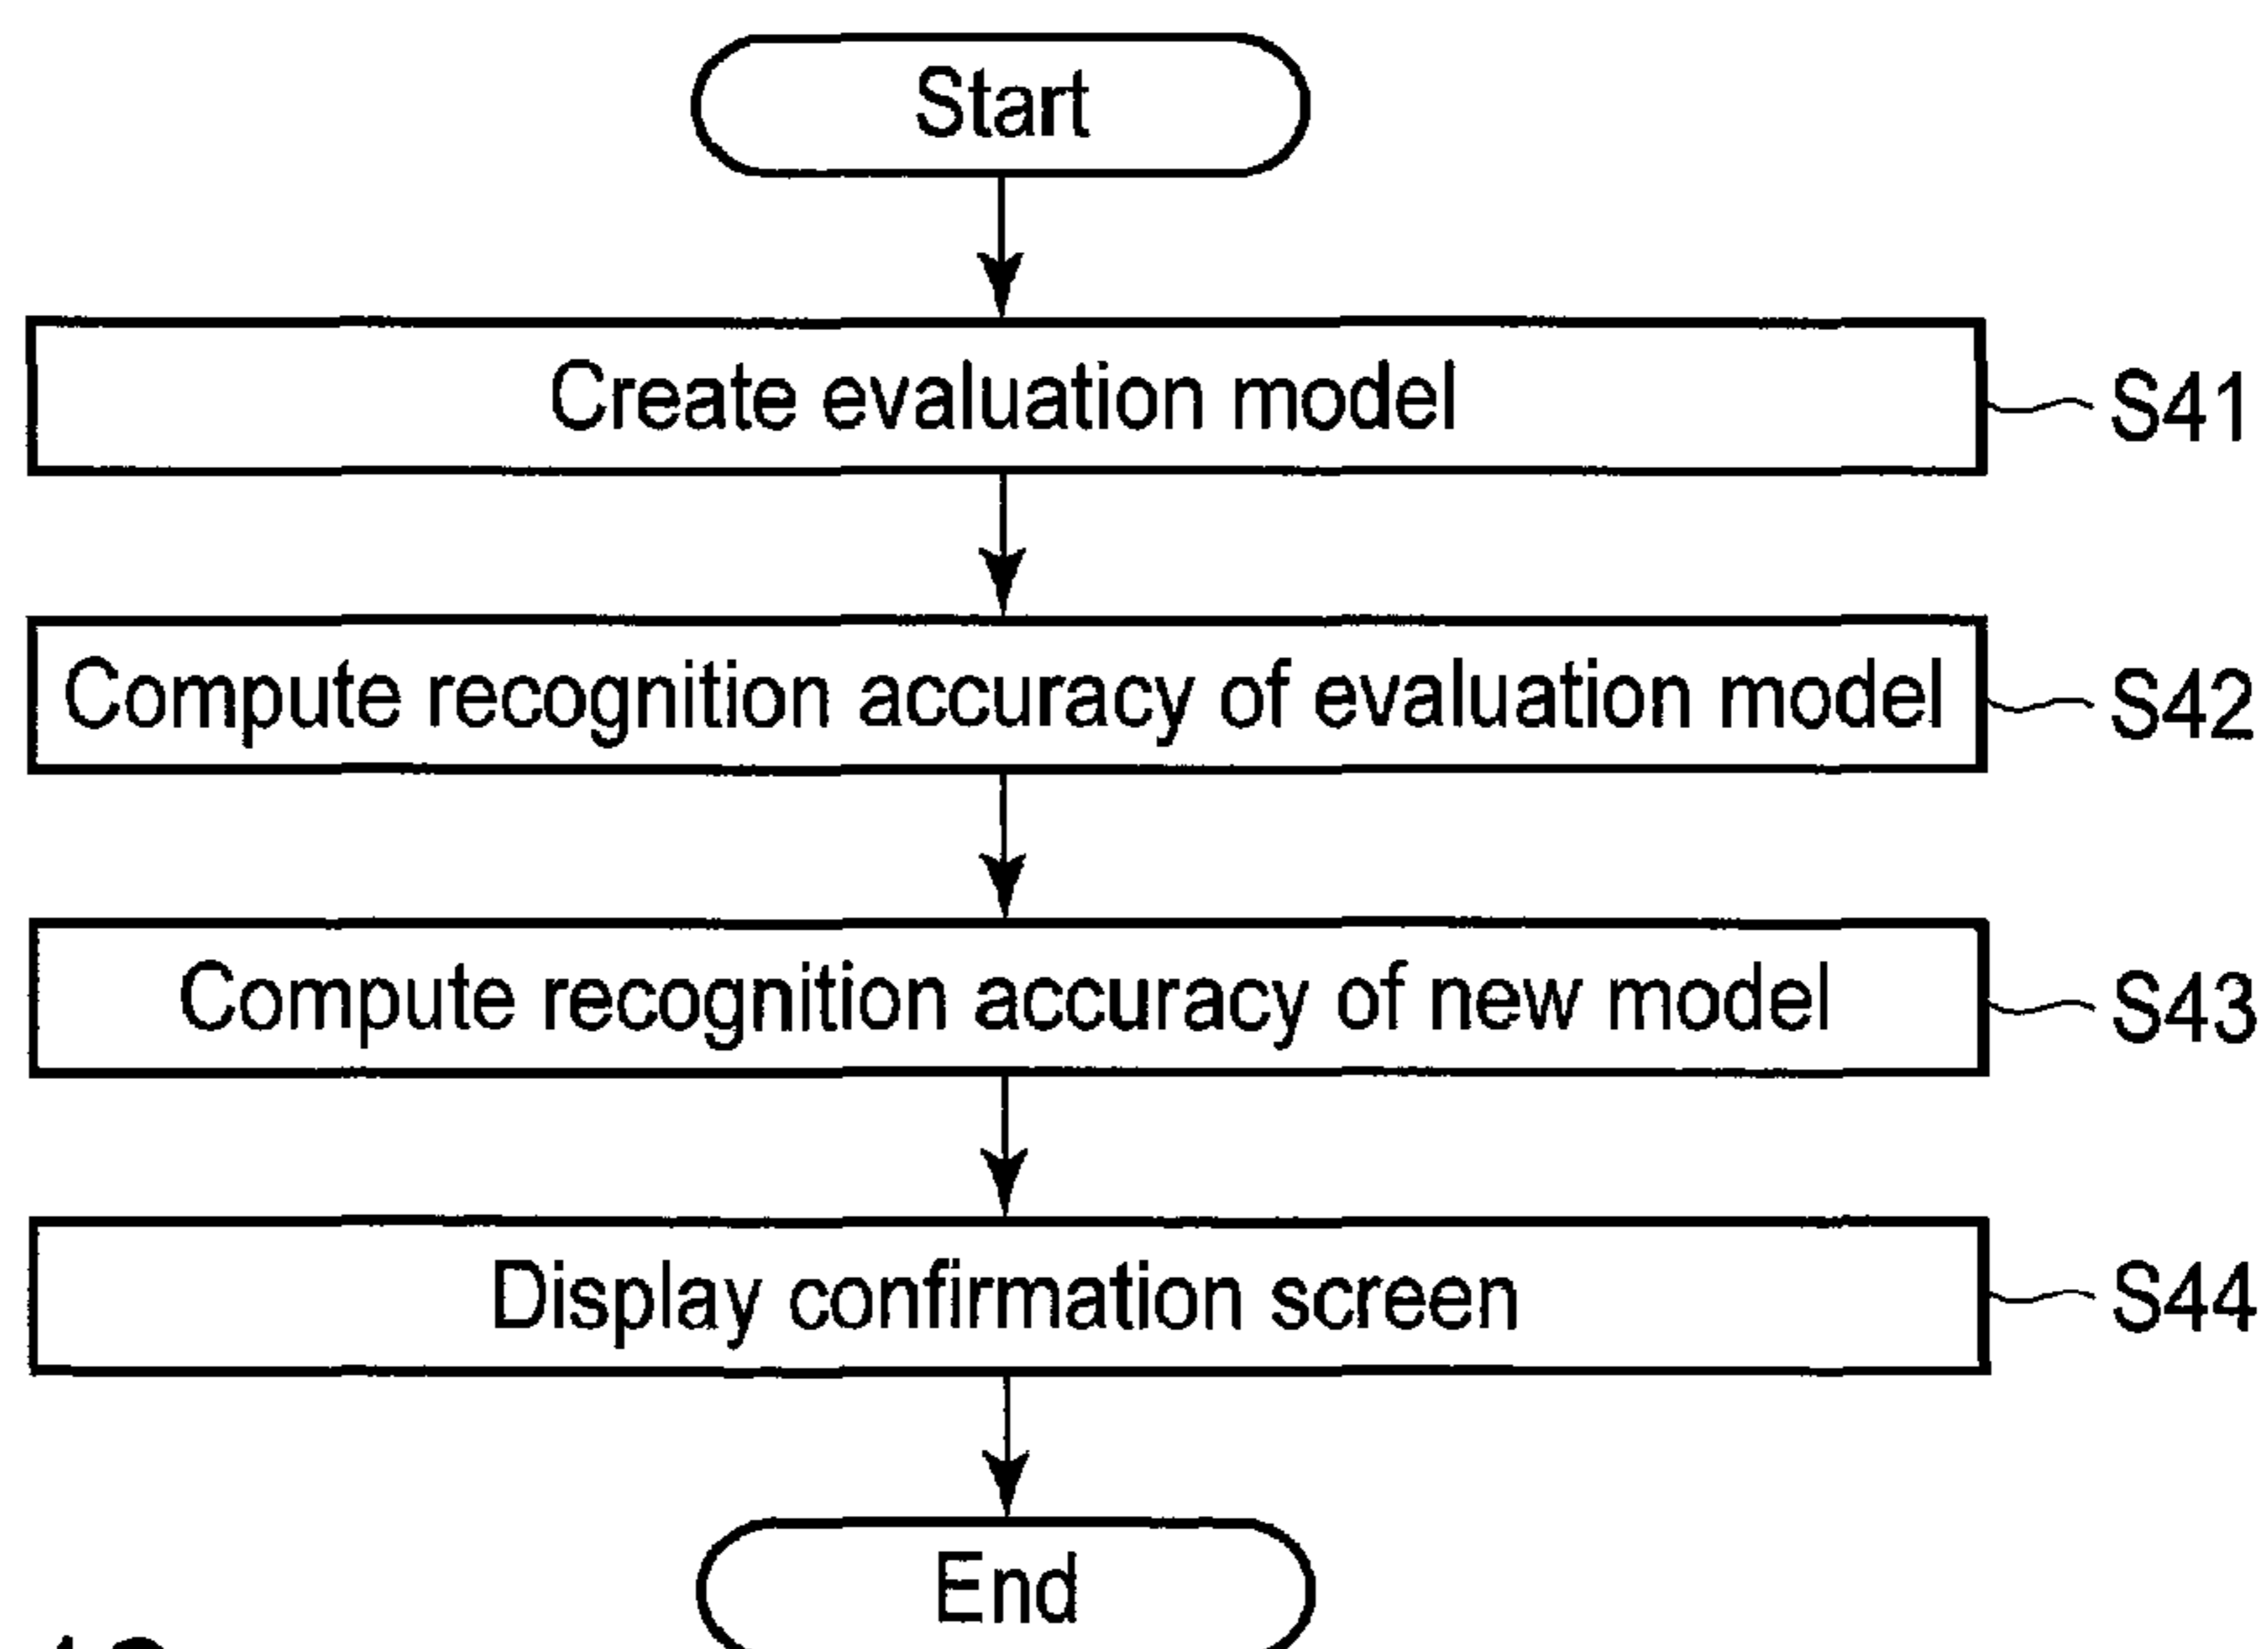 Start
Create evaluation model S41
Compute recognition accuracy of evaluation model S42
Compute recognition accuracy of new model S43
Display confirmation screen S44
End